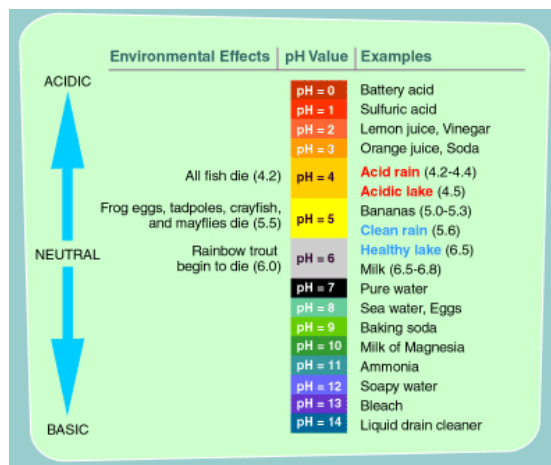 Environmental Effects | pH Value | Examples
ACIDIC
pH = 0 Battery acid
pH = 1 Sulfuric acid
pH = 2 Lemon juice, Vinegar
pH = 3 Orange juice, Soda
All fish die (4.2) pH = 4 Acid rain (4.2-4.4)
Acidic lake (4.5)
Frog eggs, tadpoles, crayfish,
and mayflies die (5.5) pH = 5 Bananas (5.0-5.3)
Clean rain (5.6)
NEUTRAL
Rainbow trout
begin to die (6.0) pH = 6 Healthy lake (6.5)
Milk (6.5-6.8)
pH = 7 Pure water
pH = 8 Sea water, Eggs
pH = 9 Baking soda
pH = 10 Milk of Magnesia
pH = 11 Ammonia
pH = 12 Soapy water
pH = 13 Bleach
pH = 14 Liquid drain cleaner
BASIC